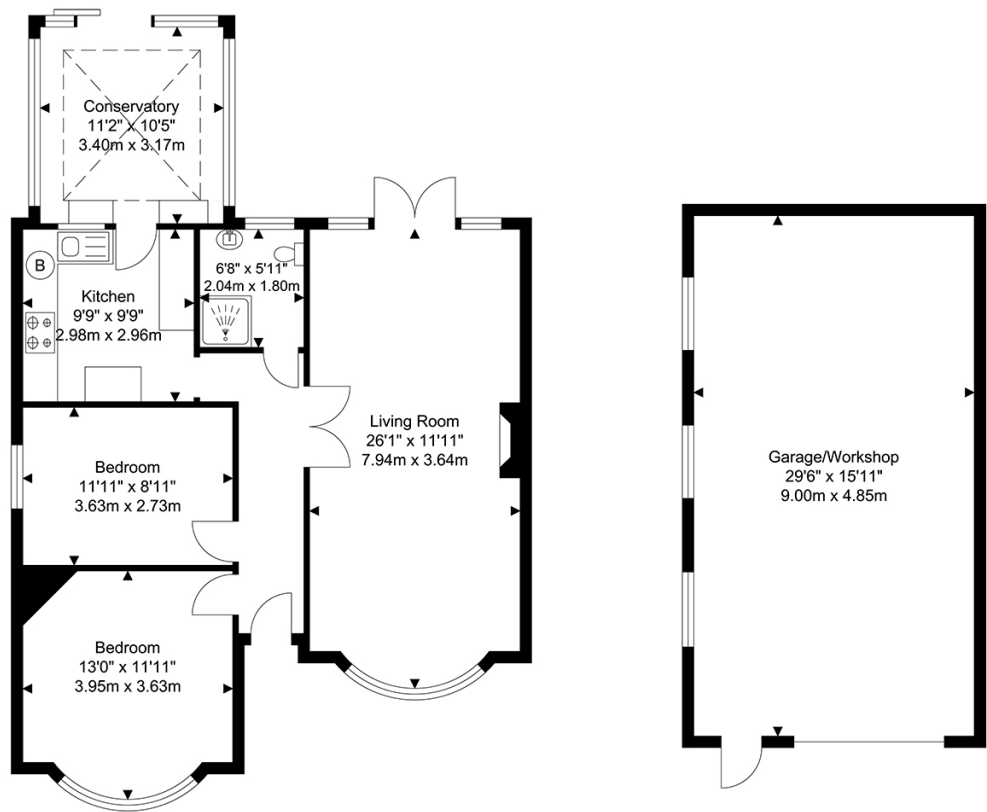 Conservatory
11'2" x 10'5"
3.40m x 3.17m
B
Kitchen
9'9" x 9'9"
2.98m x 2.96m
6'8" x 5'11"
2.04m x 1.80m
Living Room
26'1" x 11'11"
7.94m x 3.64m
Bedroom
11'11" x 8'11"
3.63m x 2.73m
Bedroom
13'0" x 11'11"
3.95m x 3.63m
Garage/Workshop
29'6" x 15'11"
9.00m x 4.85m